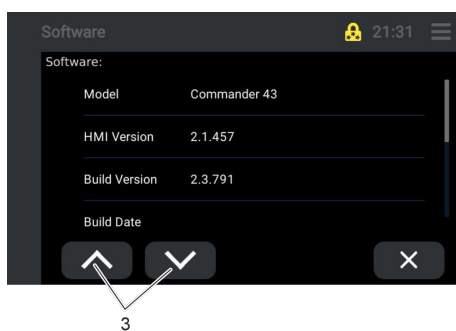 Software
21:31
Software:
Model Commander 43
HMI Version 2.1.457
Build Version 2.3.791
Build Date
3